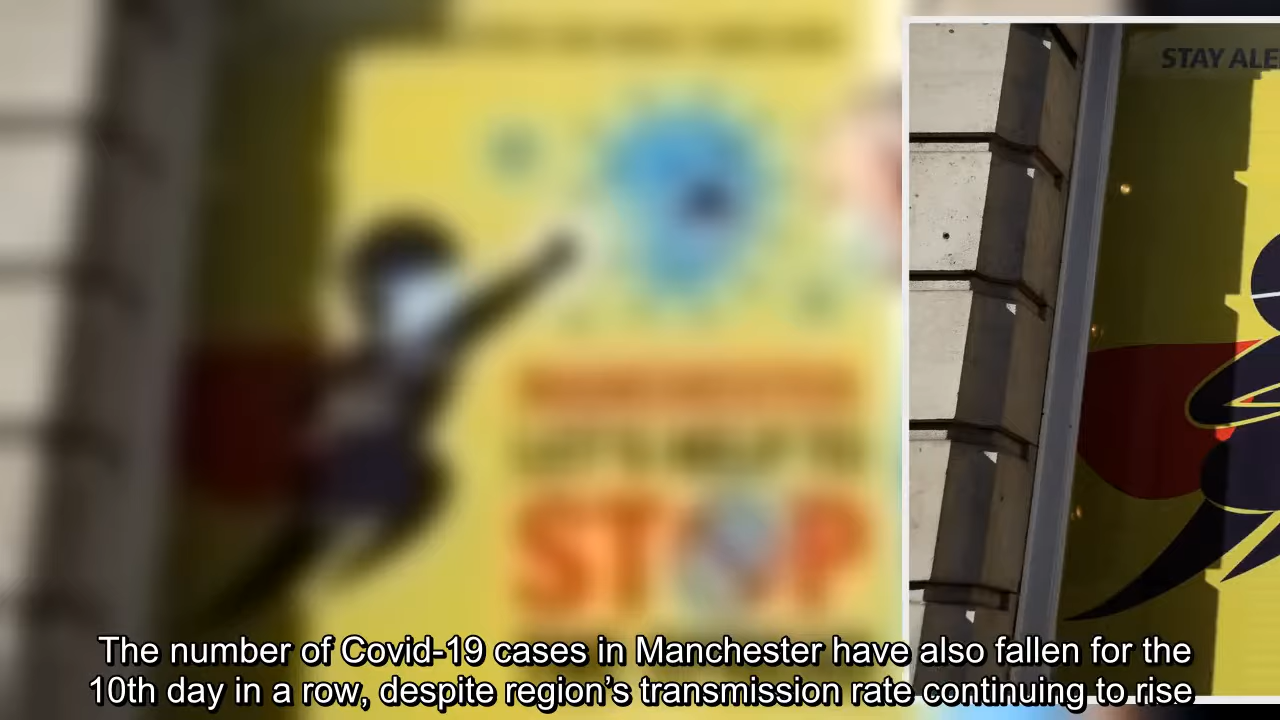 STAY ALE
STOP
The number of Covid-19 cases in Manchester have also fallen for the
10th day in a row, despite region’s transmission rate continuing to rise